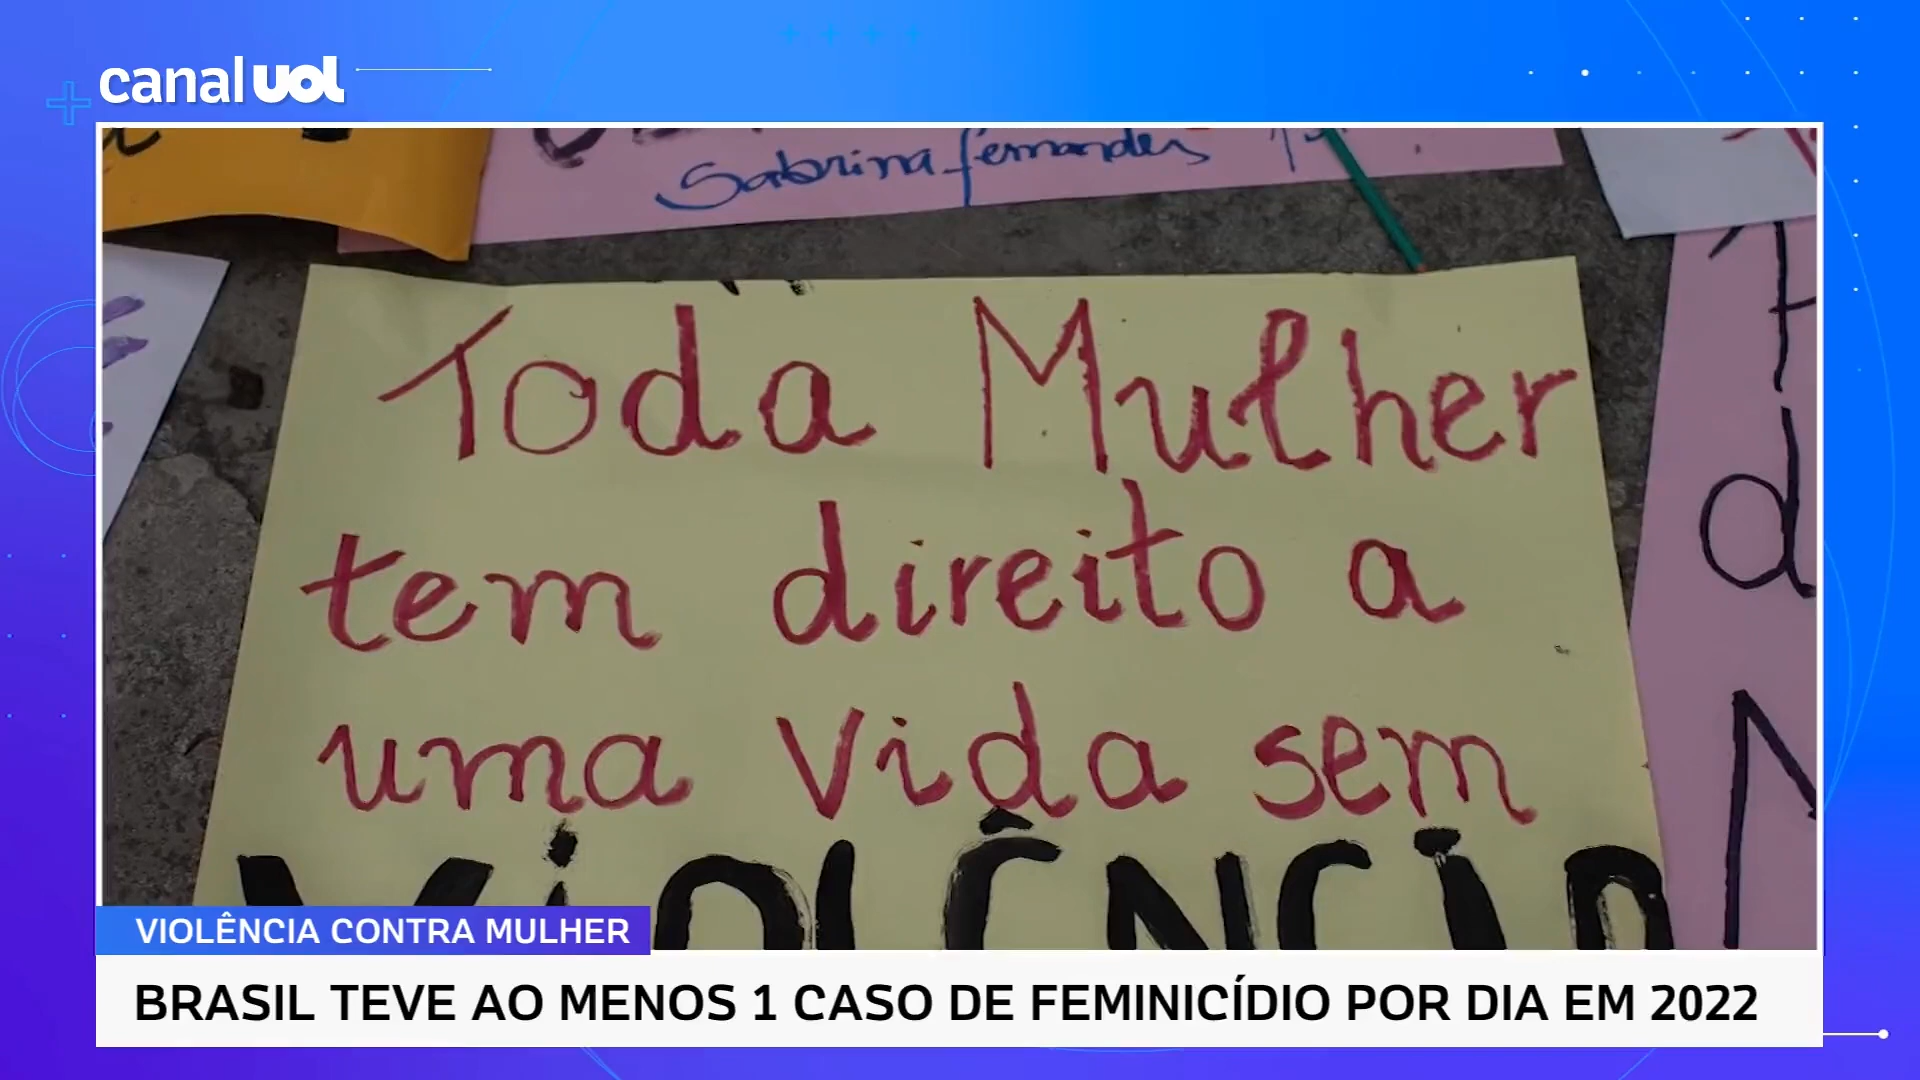 canal uol
Sabrina fernandes
Toda Mulher
tem direito a
uma vida sem
VIOLÊNCIA
d
VIOLÊNCIA CONTRA MULHER
BRASIL TEVE AO MENOS 1 CASO DE FEMINICÍDIO POR DIA EM 2022